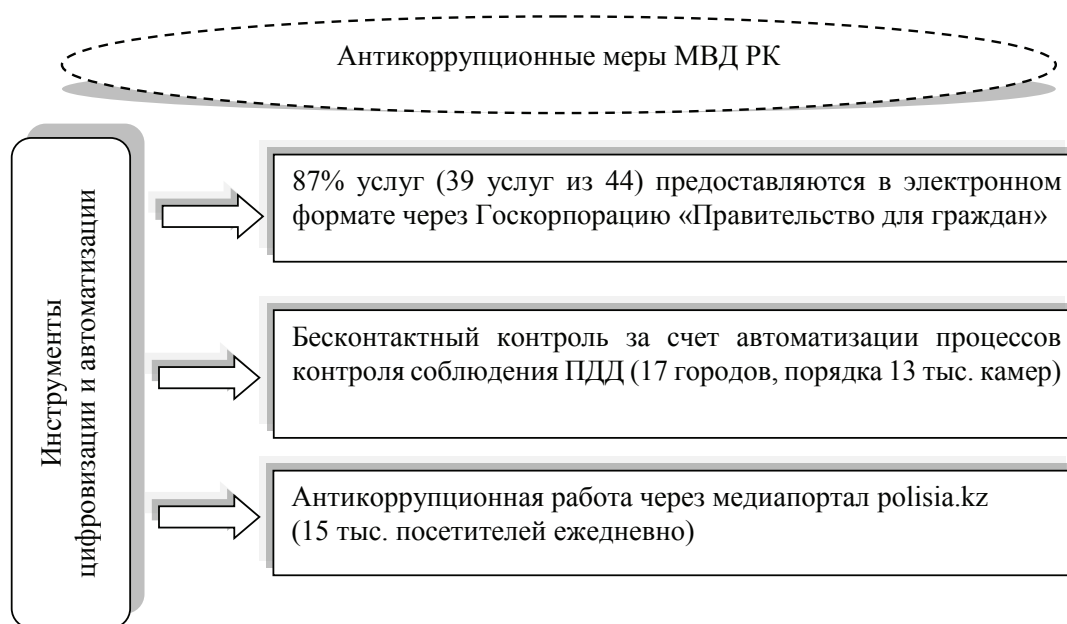 Антикоррупционные меры МВД РК
Инструменты
цифровизации и автоматизации
87% услуг (39 услуг из 44) предоставляются в электронном
формате через Госкорпорацию «Правительство для граждан»
Бесконтактный контроль за счет автоматизации процессов
контроля соблюдения ПДД (17 городов, порядка 13 тыс. камер)
Антикоррупционная работа через медиапортал polisia.kz
(15 тыс. посетителей ежедневно)